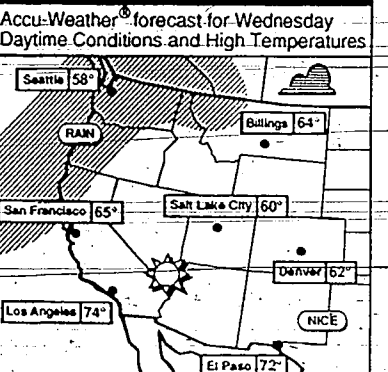 Accu-Weather® forecast for Wednesday
Daytime Conditions and High Temperatures
Seattle 58°
Billings 64°
RAIN
San Francisco 65°
Salt Lake City 60°
Denver 62°
Los Angeles 74°
NICE
El Paso 72°